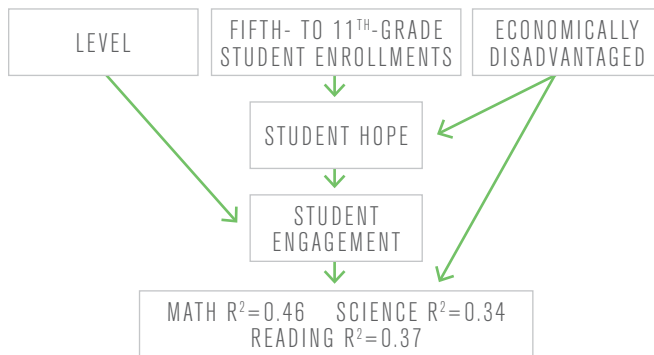 LEVEL
FIFTH- TO 11ᵀᴴ-GRADE
STUDENT ENROLLMENTS
ECONOMICALLY
DISADVANTAGED
STUDENT HOPE
STUDENT
ENGAGEMENT
MATH R²=0.46 SCIENCE R²=0.34
READING R²=0.37